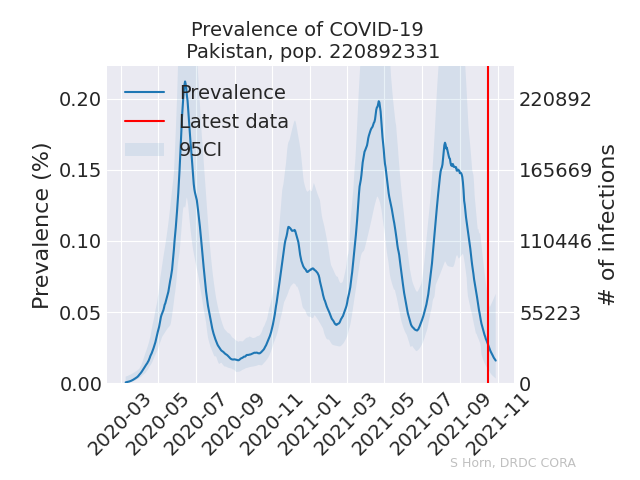 Prevalence of COVID-19
Pakistan, pop. 220892331
Prevalence
Latest data
95CI
Prevalence (%)
0.20
0.15
0.10
0.05
0.00
220892
165669
110446
55223
0
# of infections
2020-03
2020-05
2020-07
2020-09
2020-11
2021-01
2021-03
2021-05
2021-07
2021-09
2021-11
S Horn, DRDC CORA